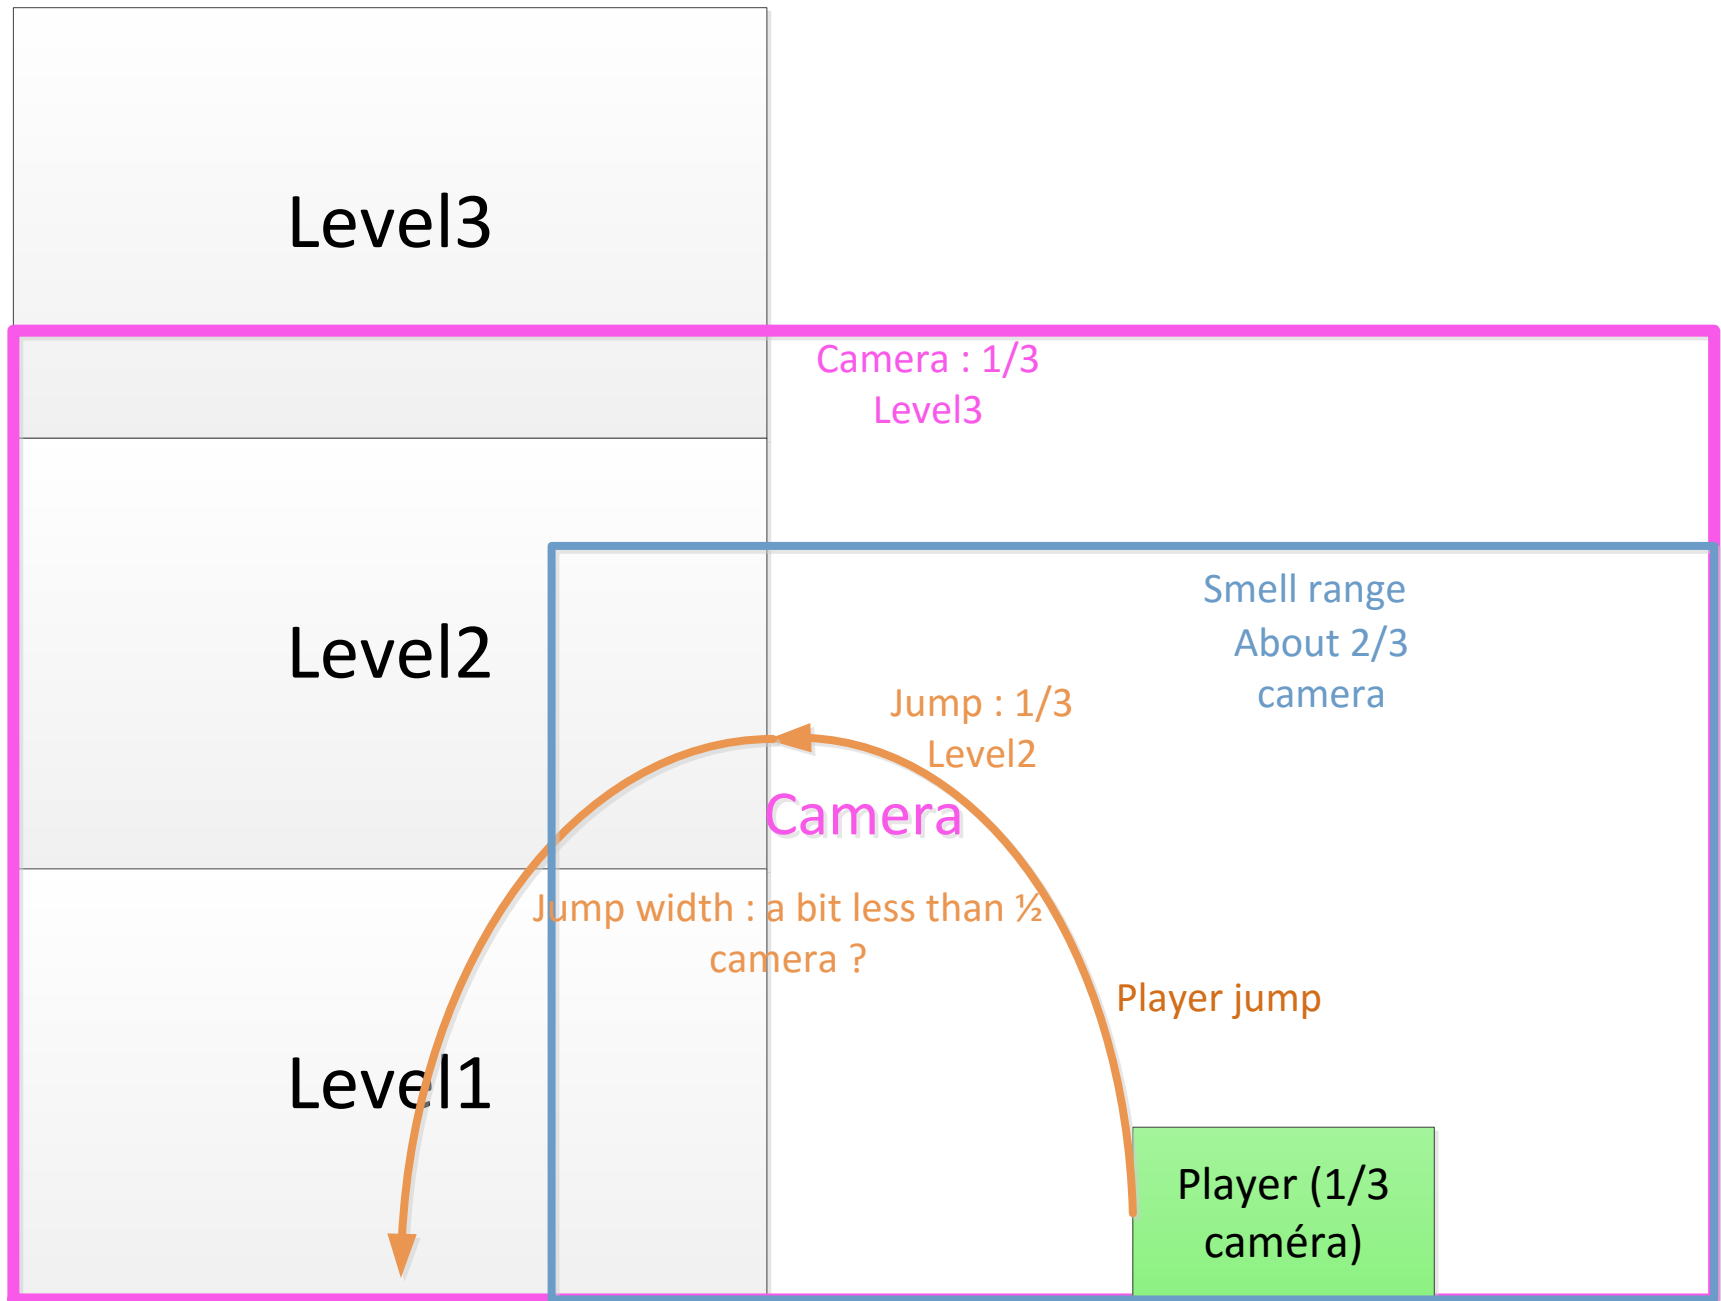 Level3
Camera : 1/3
Level3
Smell range
About 2/3
camera
Level2
Jump : 1/3
Level2
Camera
Jump width : a bit less than ½
camera ?
Player jump
Level1
Player (1/3
caméra)